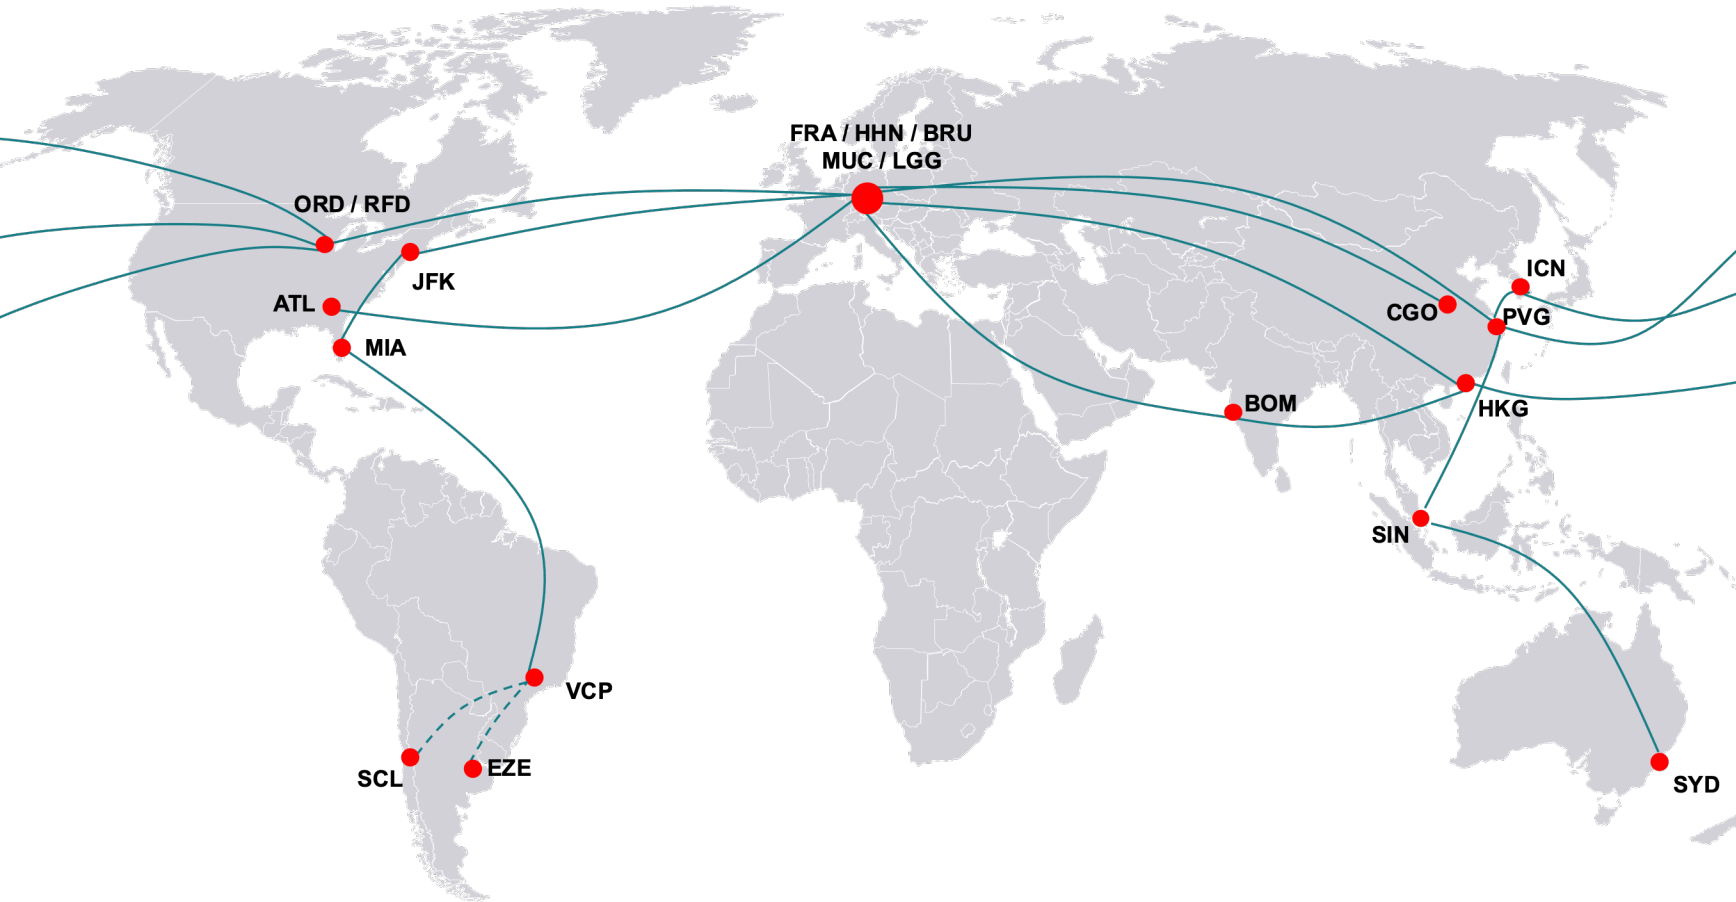 FRA / HHN / BRU
MUC / LGG
ORD / RFD
JFK
ATL
MIA
ICN
CGO
PVG
BOM
HKG
SIN
VCP
SCL
EZE
SYD